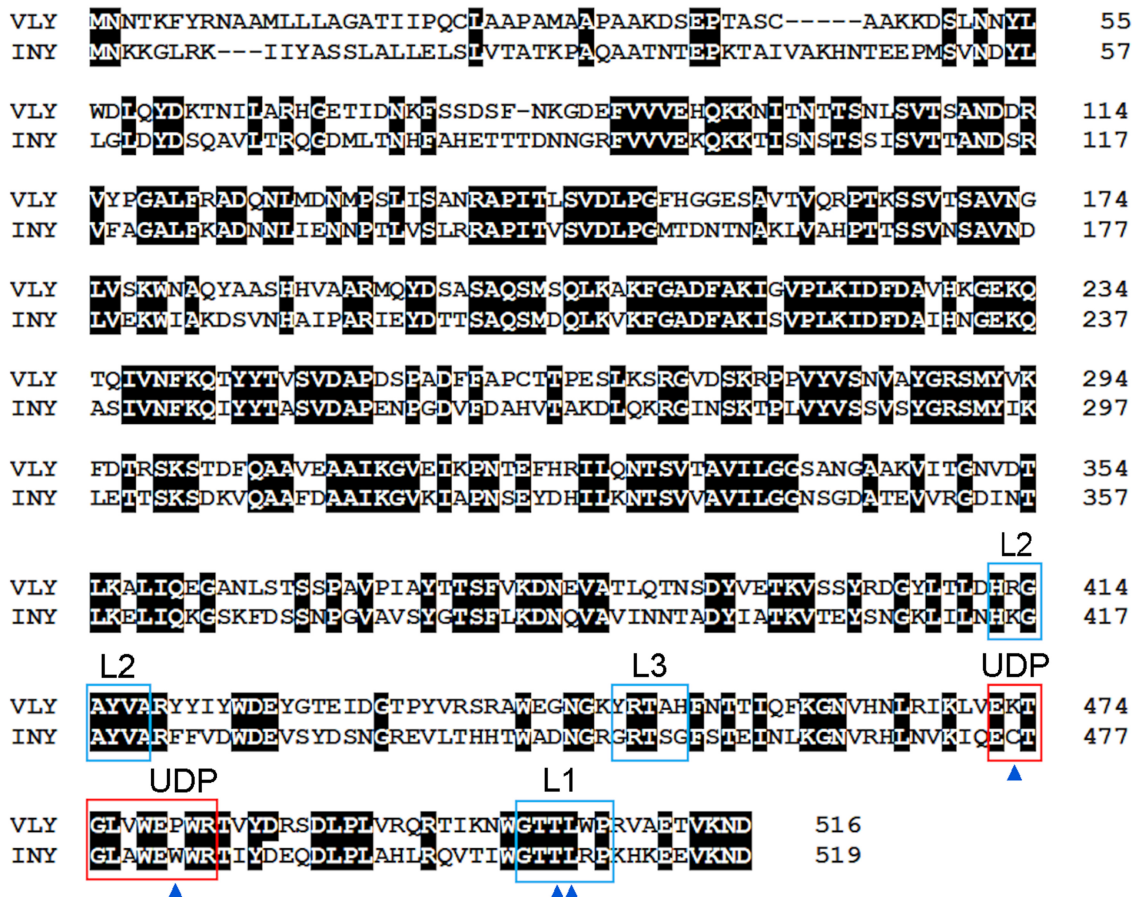 VLY MNNTKFYRNAAMLLLAGATIIPQCLAAPAMAAPAAKDSEPTASC-----AAKKDSLNNYL 55
INY MNKKGLRK---IIYASSLALLELSLVTATKPAQAATNTEPKTAIVAKHNTEEPMSVNDYL 57
VLY WDLQYDKTNILARHGETIDNKFSSDSF-NKGDEFVVVEHQKKNITNTTSNLSVTSANDDR 114
INY LGLDYDSQAVLTRQGDMLTNHFAHETTTDNNGRFVVVEKQKKTISNSTSSISVTTANDSR 117
VLY VYPGALFRADQNLMDNMPSLISANRAPITLSVDLPGFHGGESAVTVQRPTKSSVTSAVNG 174
INY VFAGALFKADNNLIENNPTLVSLRRAPITVSVDLPGMTDNTNAKLVAHPTTSSVNSAVND 177
VLY LVSKWNAQYAASHHVAARMQYDSASAQSMSQLKAKFGADFAKIGVPLKIDFDAVHKGEKQ 234
INY LVEKWIAKDSVNHAIPARIEYDTTSAQSMDQLKVKFGADFAKISVPLKIDFDAIHNGEKQ 237
VLY TQIVNFKQTYYTVSVDAPDSPADFFAPCTTPESLKSRGVDSKRPPVYVSNVAYGRSMYVK 294
INY ASIVNFKQIYYTASVDAPENPGDVFDAHVTAKDLQKRGINSKTPLVYVSSVSYGRSMYIK 297
VLY FDTRSKSTDFQAAVEAAIKGVEIKPNTEFHRILQNTSVTAVILGGSANGAAKVITGNVDT 354
INY LETTSKSDKVQAAFDAAIKGVKIAPNSEYDHILKNTSVVAVILGGNSGDATEVVRGDINT 357
L2
VLY LKALIQEGANLSTSSPAVPIAYTTSFVKDNEVATLQTNSDYVETKVSSYRDGYLTLDHRG 414
INY LKELIQKGSKFDSSNPGVAVSYGTSFLKDNQVAVINNTADYIATKVTEYSNGKLILNHKG 417
L2 L3 UDP
VLY AYVARYYIYWDEYGTEIDGTPYVRSRAWEGNGKYRTAHFNTTIQFKGNVHNLRIKLVEKT 474
INY AYVARFFVDWDEVSYDSNGREVLTHHTWADNGRGRTSGFSTEINLKGNVRHLNVKIQECT 477
UDP L1
VLY GLVWEPWRTVYDRSDLPLVRQRTIKNWGTTLWPRVAETVKND 516
INY GLAWEWWRTIYDEQDLPLAHLRQVTIWGTTLRPKHKEEVKND 519